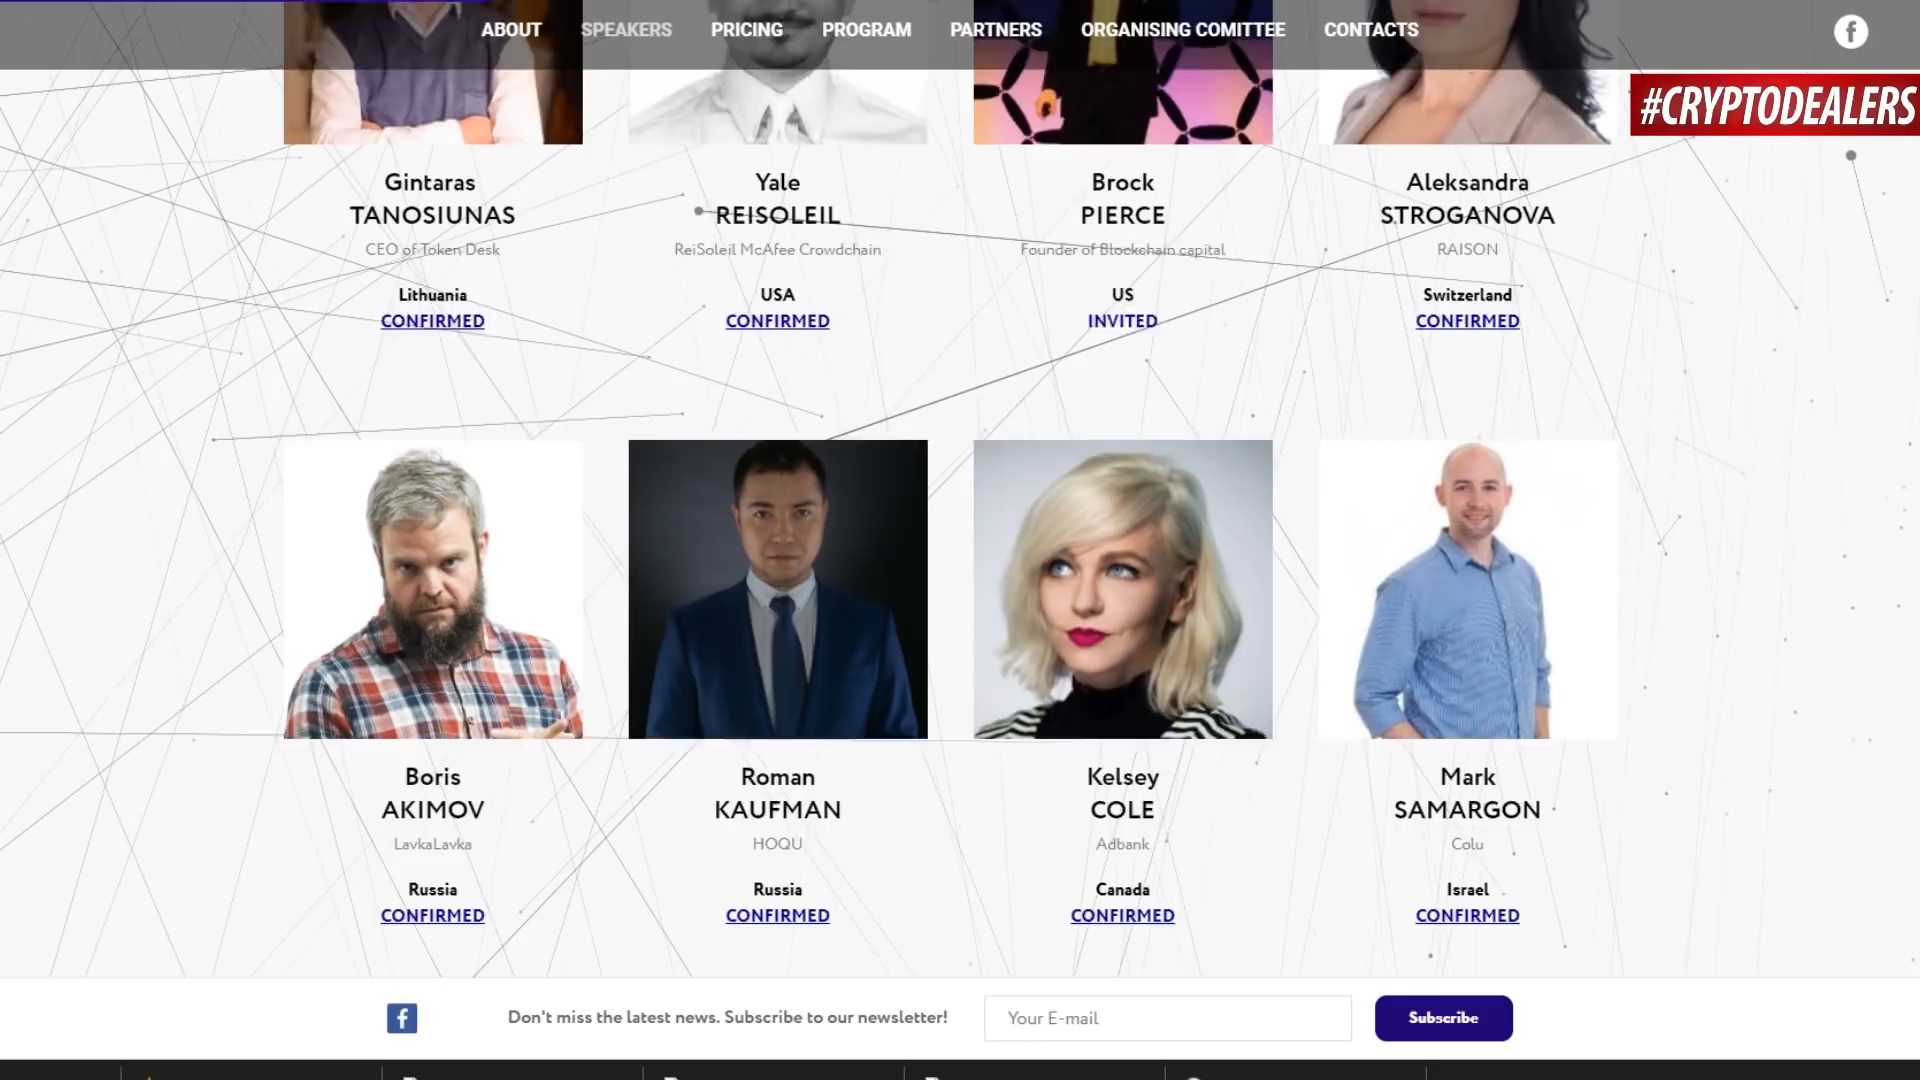 ABOUT SPEAKERS PRICING PROGRAM PARTNERS ORGANISING COMITTEE CONTACTS
#CRYPTODEALERS
Gintaras
TANOSIUNAS
CEO of Token Desk
Lithuania
CONFIRMED
Yale
REISOLEIL
ReiSoleil McAfee Crowdchain
USA
CONFIRMED
Brock
PIERCE
Founder of Blockchain capital
US
INVITED
Aleksandra
STROGANOVA
RAISON
Switzerland
CONFIRMED
Boris
AKIMOV
LavkaLavka
Russia
CONFIRMED
Roman
KAUFMAN
HOQU
Russia
CONFIRMED
Kelsey
COLE
Adbank
Canada
CONFIRMED
Mark
SAMARGON
Colu
Israel
CONFIRMED
Don't miss the latest news. Subscribe to our newsletter!
Your E-mail
Subscribe